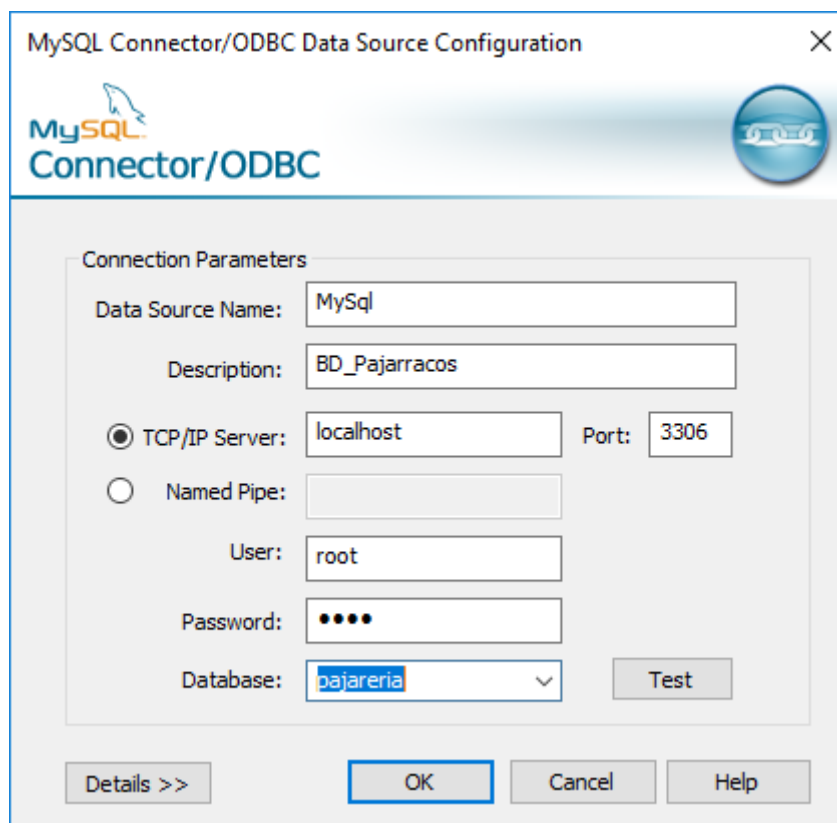 MySQL Connector/ODBC Data Source Configuration
MySQL
Connector/ODBC
Connection Parameters
Data Source Name: MySql
Description: BD_Pajarracos
TCP/IP Server: localhost Port: 3306
Named Pipe:
User: root
Password: ••••
Database: pajareria Test
Details >> OK Cancel Help